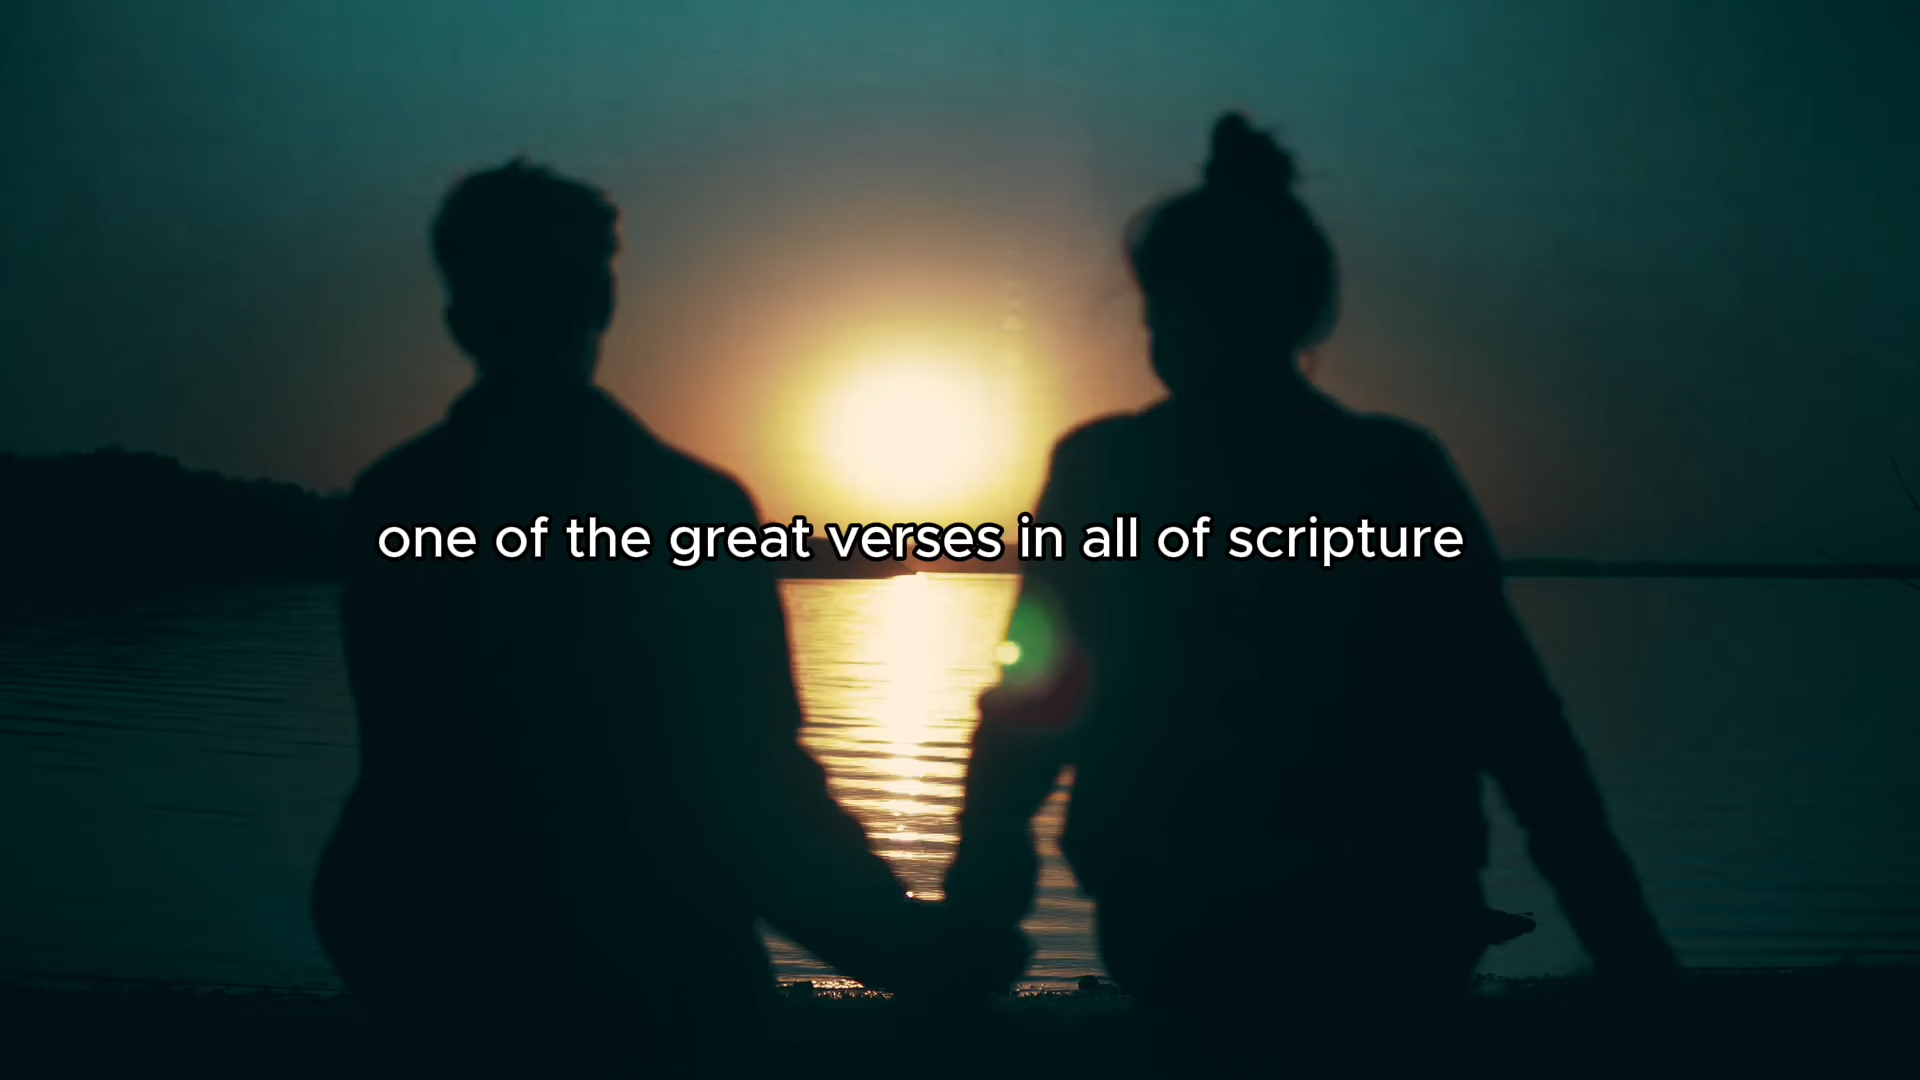 one of the great verses in all of scripture